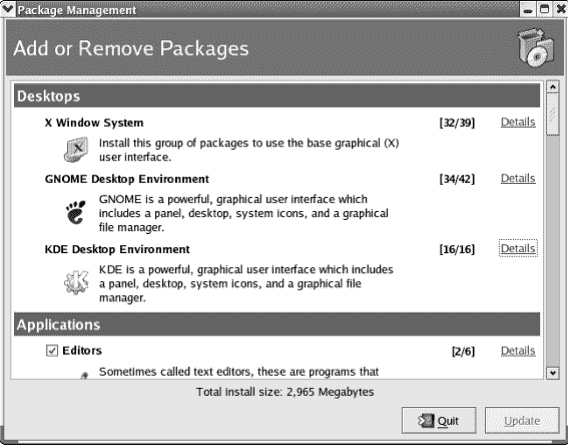 Package Management
Add or Remove Packages
Desktops
X Window System [32/39] Details
Install this group of packages to use the base graphical (X)
user interface.
GNOME Desktop Environment [34/42] Details
GNOME is a powerful, graphical user interface which
includes a panel, desktop, system icons, and a graphical
file manager.
KDE Desktop Environment [16/16] Details
KDE is a powerful, graphical user interface which includes
a panel, desktop, system icons, and a graphical file
manager.
Applications
Editors [2/6] Details
Sometimes called text editors, these are programs that
Total install size: 2,965 Megabytes
Quit Update